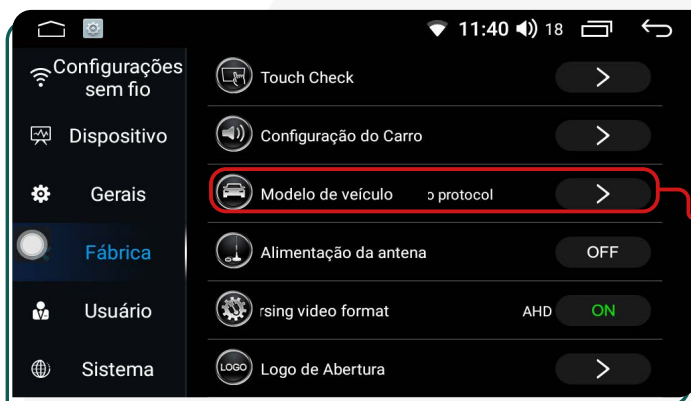 11:40 18
Configurações
sem fio
Dispositivo
Gerais
Fábrica
Usuário
Sistema
Touch Check
Configuração do Carro
Modelo de veículo o protocol
Alimentação da antena OFF
rsing video format AHD ON
LOGO Logo de Abertura